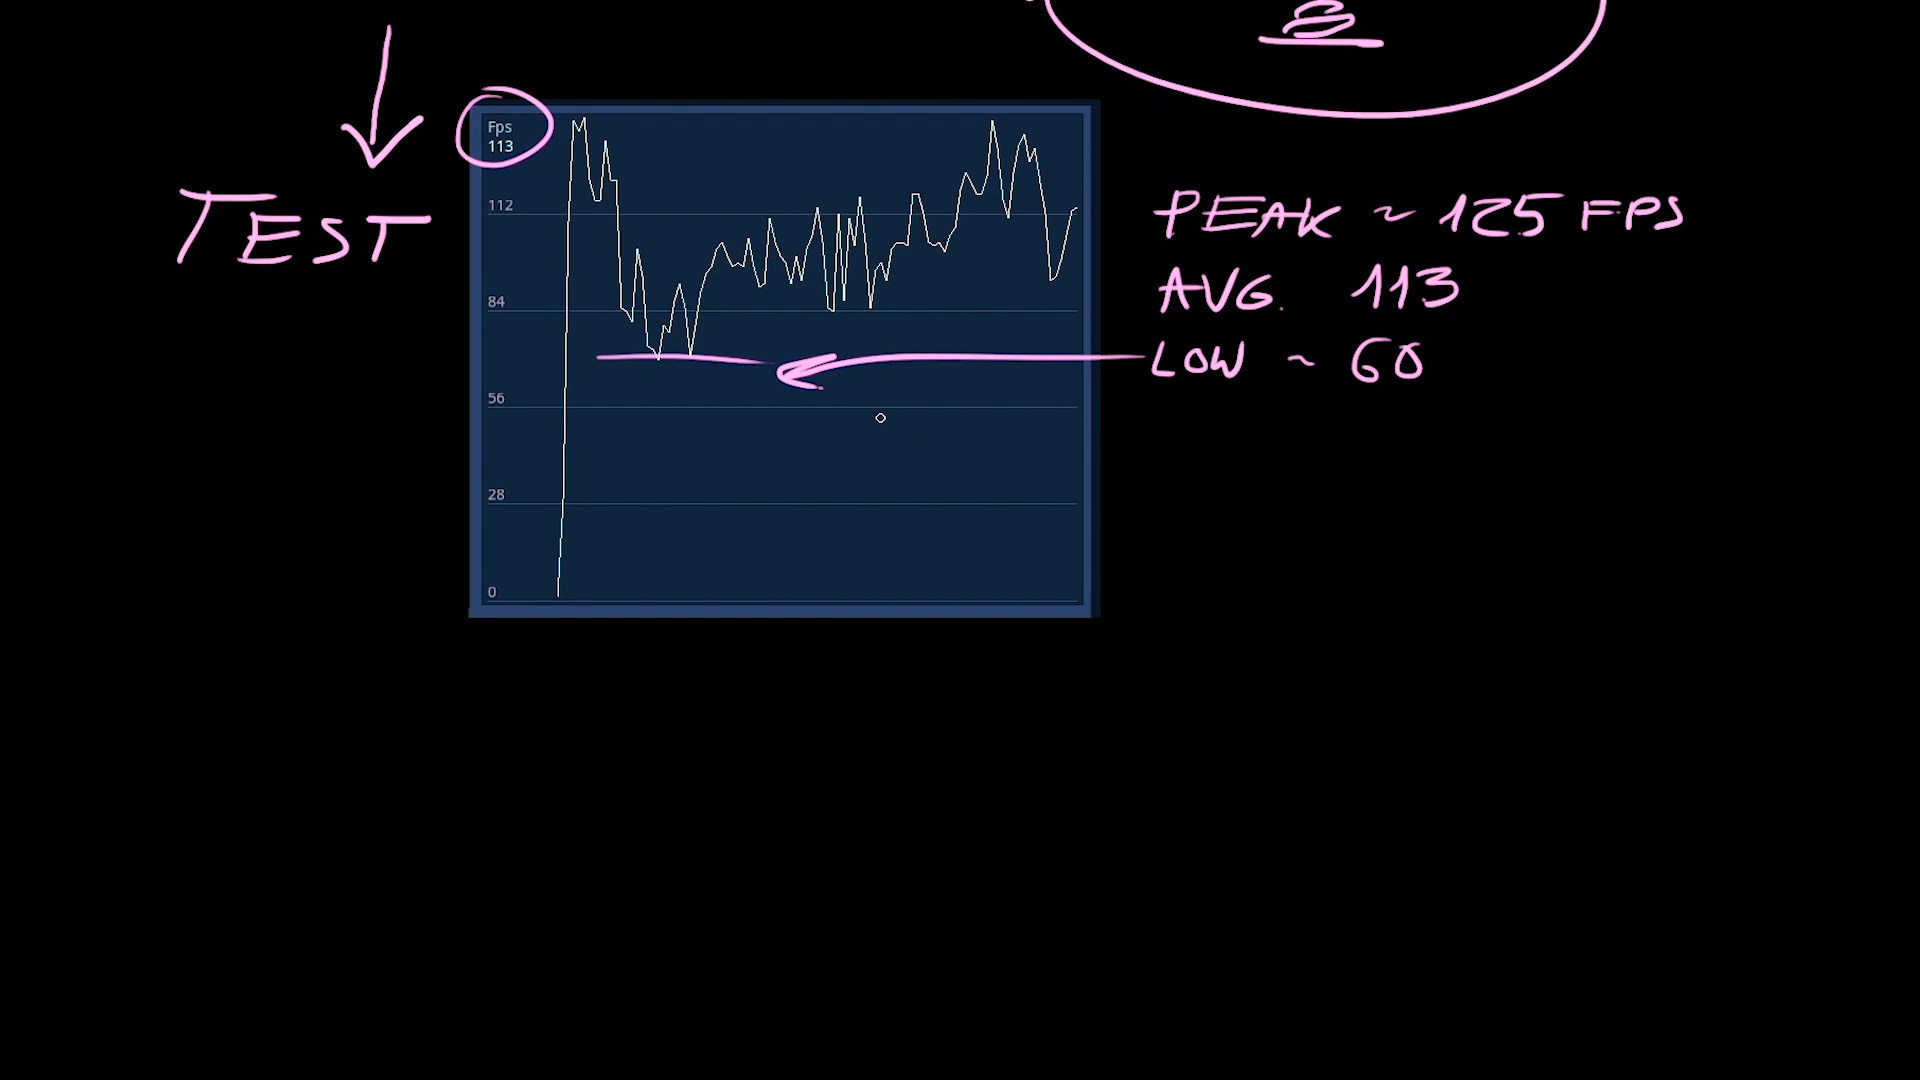 Fps
113
112
84
56
28
0
TEST
PEAK ~ 125 FPS
AVG. 113
LOW ~ 60